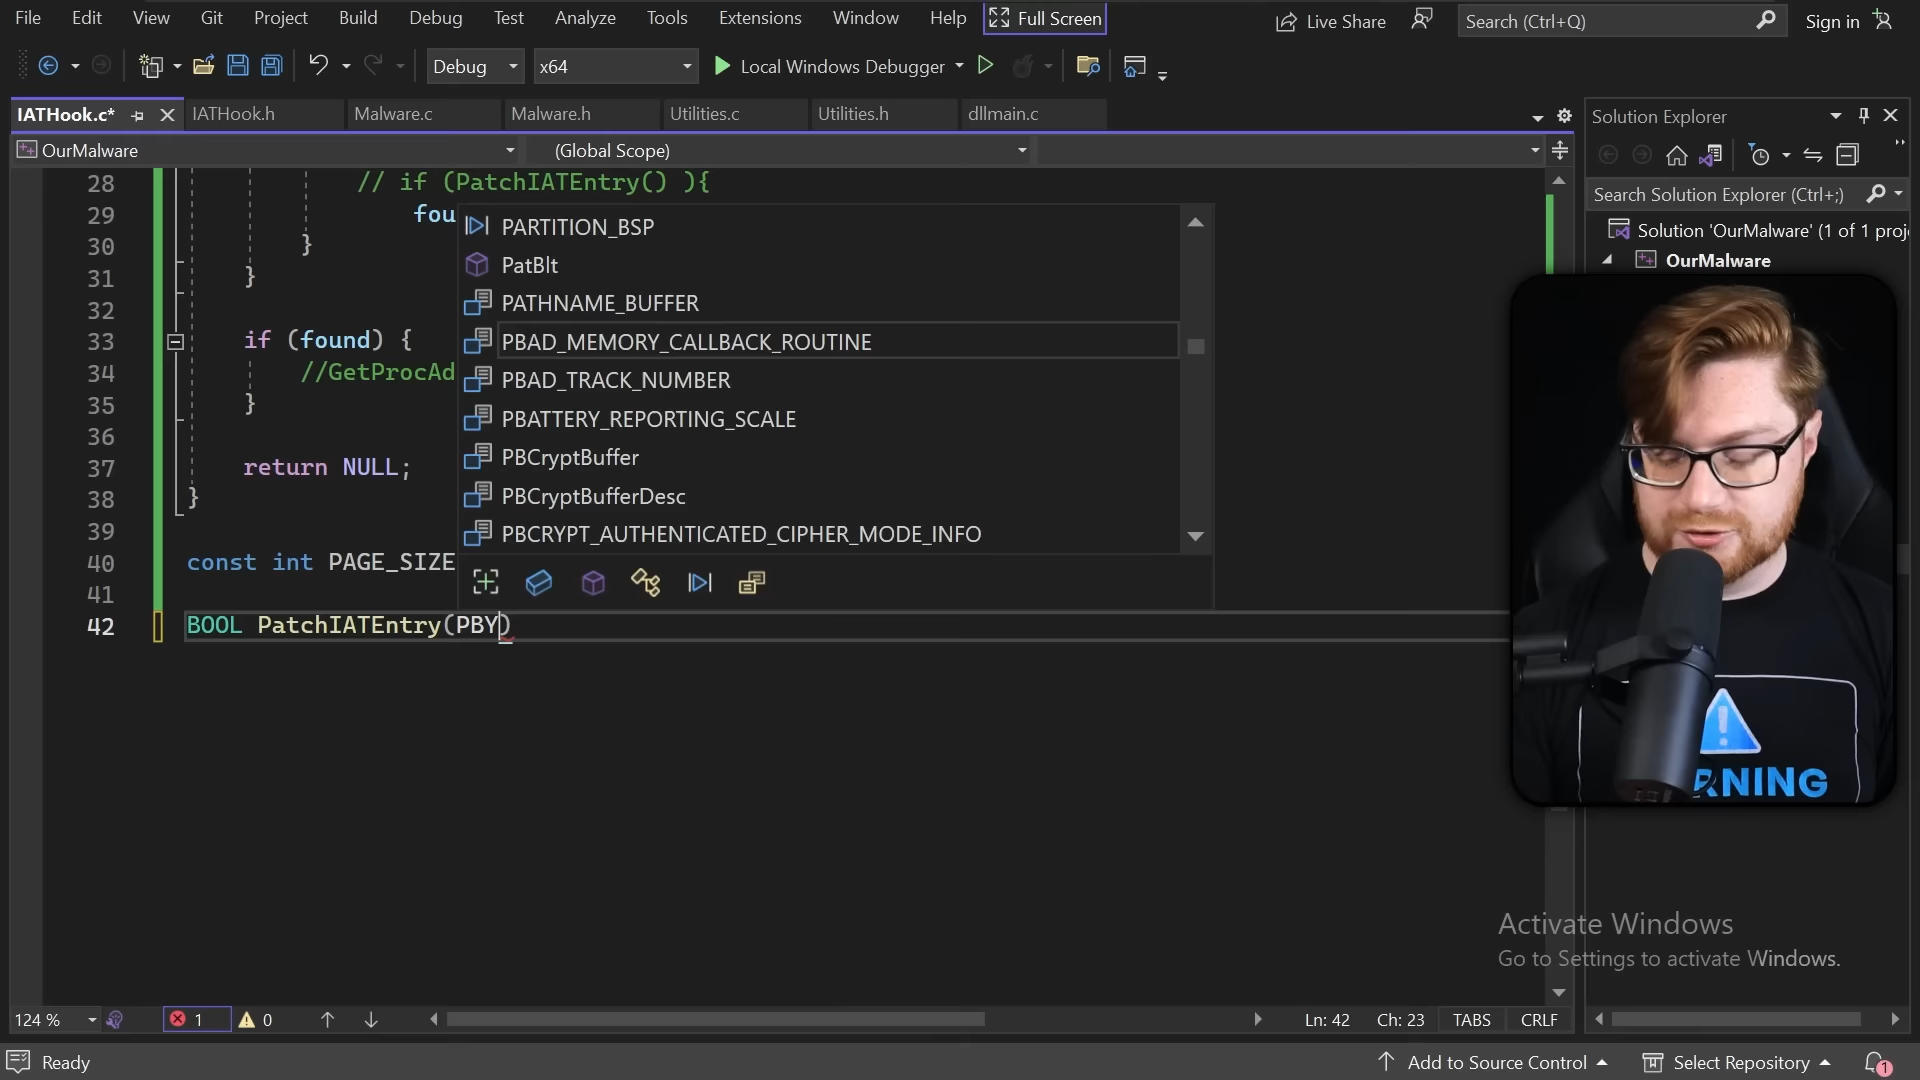 File Edit View Git Project Build Debug Test Analyze Tools Extensions Window Help Full Screen Live Share Search (Ctrl+Q) Sign in
Debug x64 Local Windows Debugger
IATHook.c* IATHook.h Malware.c Malware.h Utilities.c Utilities.h dllmain.c
OurMalware (Global Scope)
28 // if (PatchIATEntry() ){
29 fou
30 }
31 }
32
33 if (found) {
34 //GetProcAd
35 }
36
37 return NULL;
38 }
39
40 const int PAGE_SIZE
41
42 BOOL PatchIATEntry(PBY)
PARTITION_BSP
PatBlt
PATHNAME_BUFFER
PBAD_MEMORY_CALLBACK_ROUTINE
PBAD_TRACK_NUMBER
PBATTERY_REPORTING_SCALE
PBCryptBuffer
PBCryptBufferDesc
PBCRYPT_AUTHENTICATED_CIPHER_MODE_INFO
Solution Explorer
Search Solution Explorer (Ctrl+;)
Solution 'OurMalware' (1 of 1 proj
OurMalware
RNING
Activate Windows
Go to Settings to activate Windows.
124 % 1 0 Ln: 42 Ch: 23 TABS CRLF
Ready Add to Source Control Select Repository 1